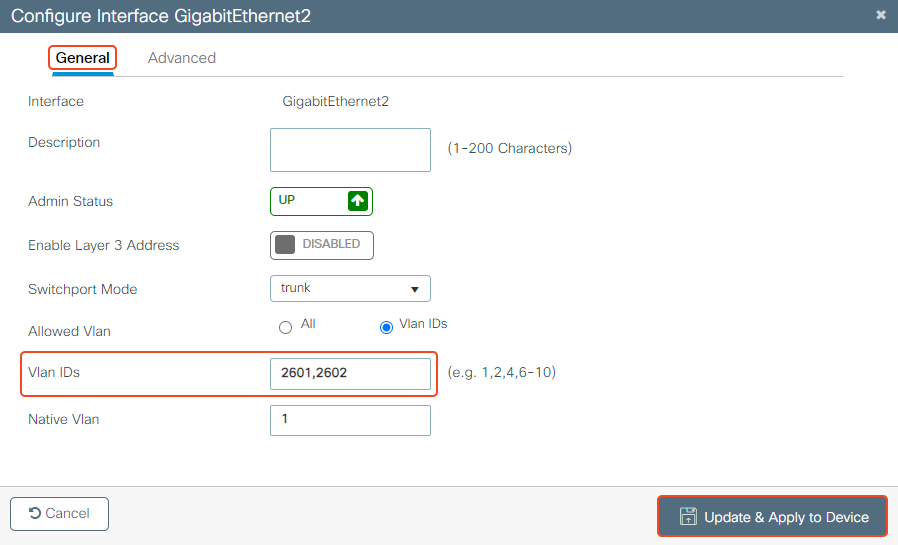 Configure Interface GigabitEthernet2
General Advanced
Interface GigabitEthernet2
Description (1-200 Characters)
Admin Status UP
Enable Layer 3 Address DISABLED
Switchport Mode trunk
Allowed Vlan All Vlan IDs
Vlan IDs 2601,2602 (e.g. 1,2,4,6-10)
Native Vlan 1
Cancel Update & Apply to Device